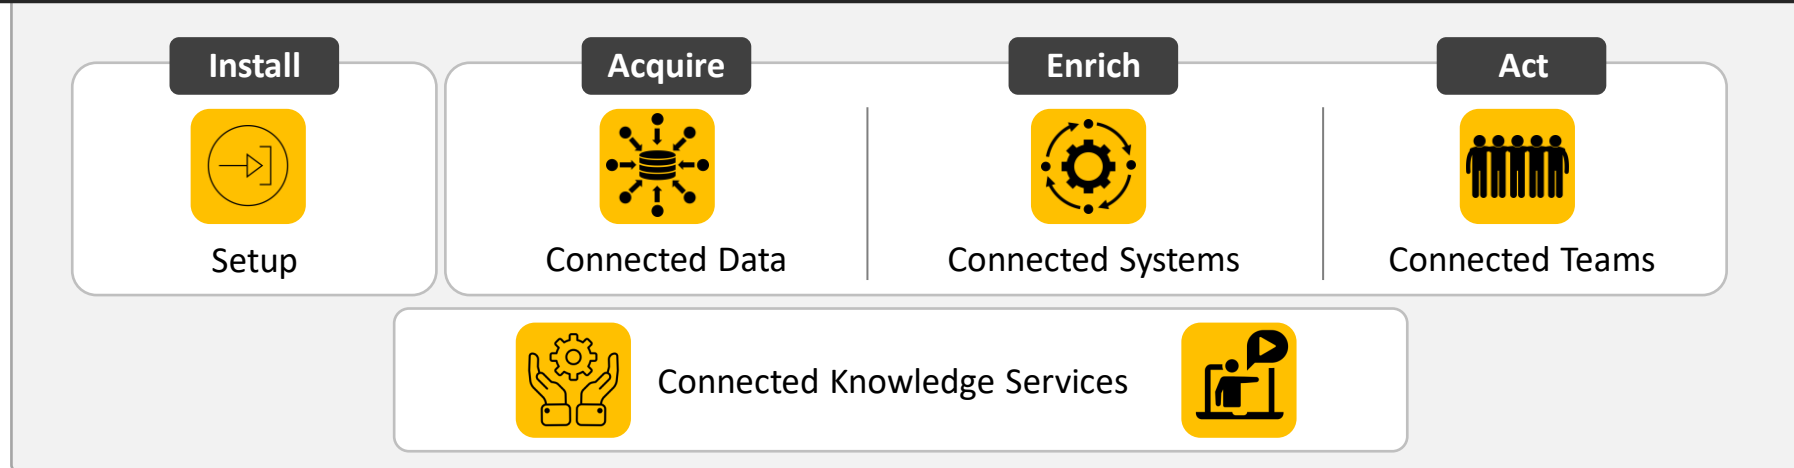 Install
Acquire
Enrich
Act
Setup
Connected Data
Connected Systems
Connected Teams
Connected Knowledge Services